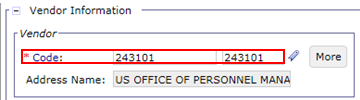 Vendor Information
Vendor
* Code: 243101 243101 More
Address Name: US OFFICE OF PERSONNEL MANA